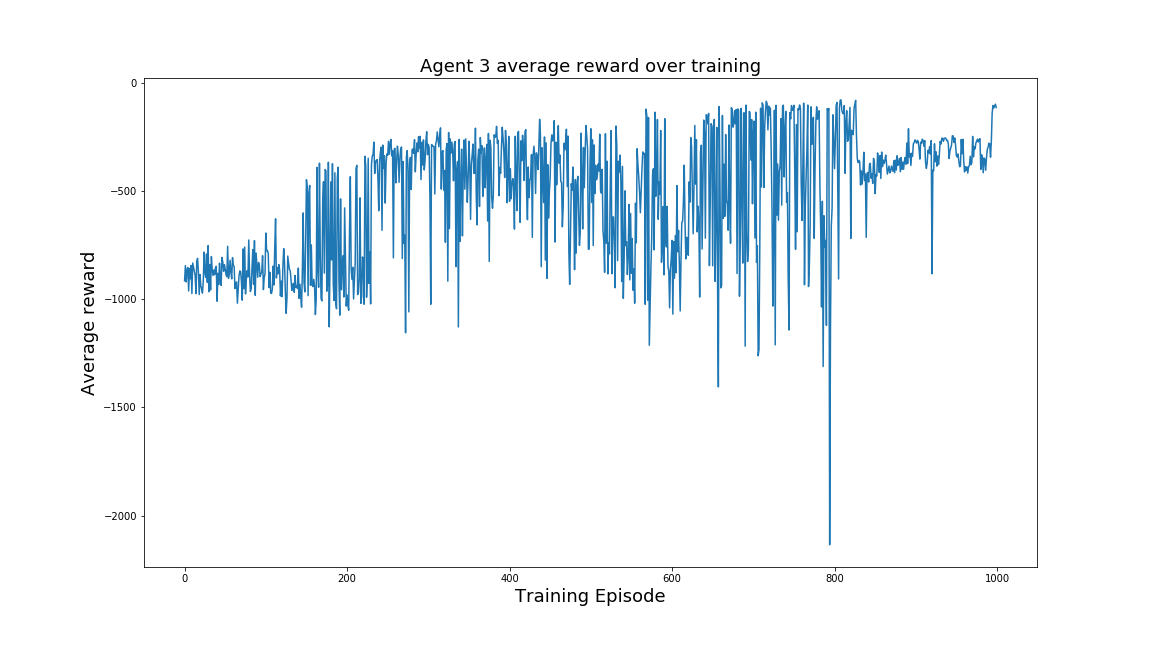 Agent 3 average reward over training
0
−500
−1000
−1500
−2000
Average reward
0 200 400 600 800 1000
Training Episode